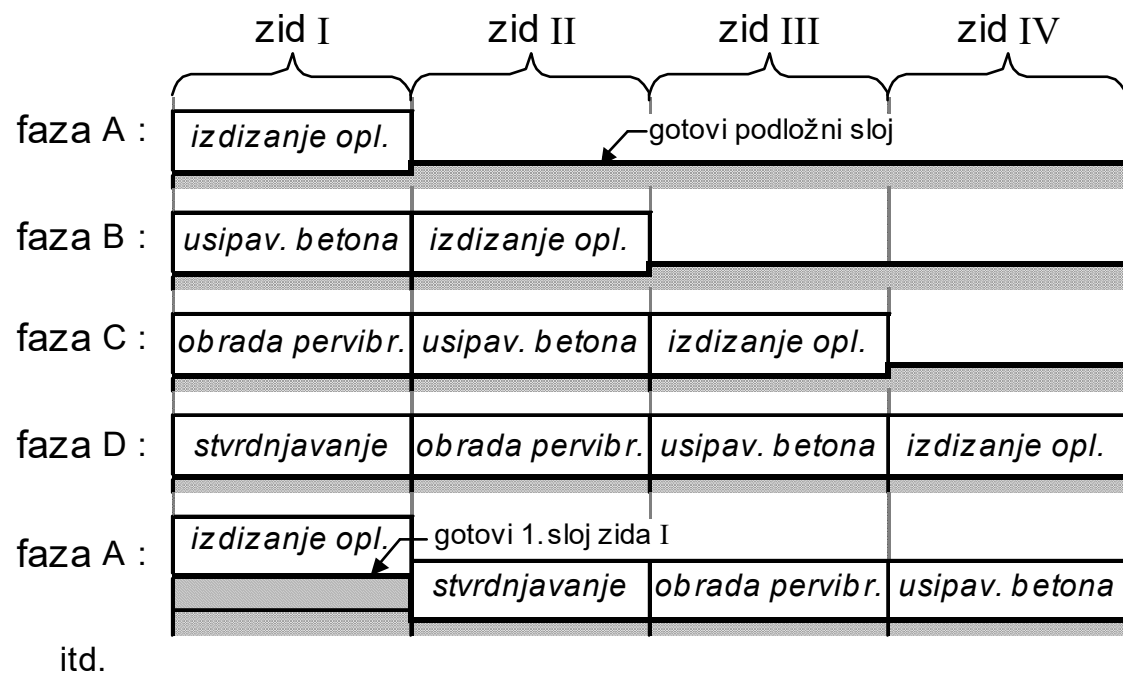 zid I zid II zid III zid IV
faza A : izdizanje opl. gotovi podložni sloj
faza B : usipav. betona izdizanje opl.
faza C : obrada pervibr. usipav. betona izdizanje opl.
faza D : stvrdnjavanje obrada pervibr. usipav. betona izdizanje opl.
faza A : izdizanje opl. gotovi 1. sloj zida I
stvrdnjavanje obrada pervibr. usipav. betona
itd.